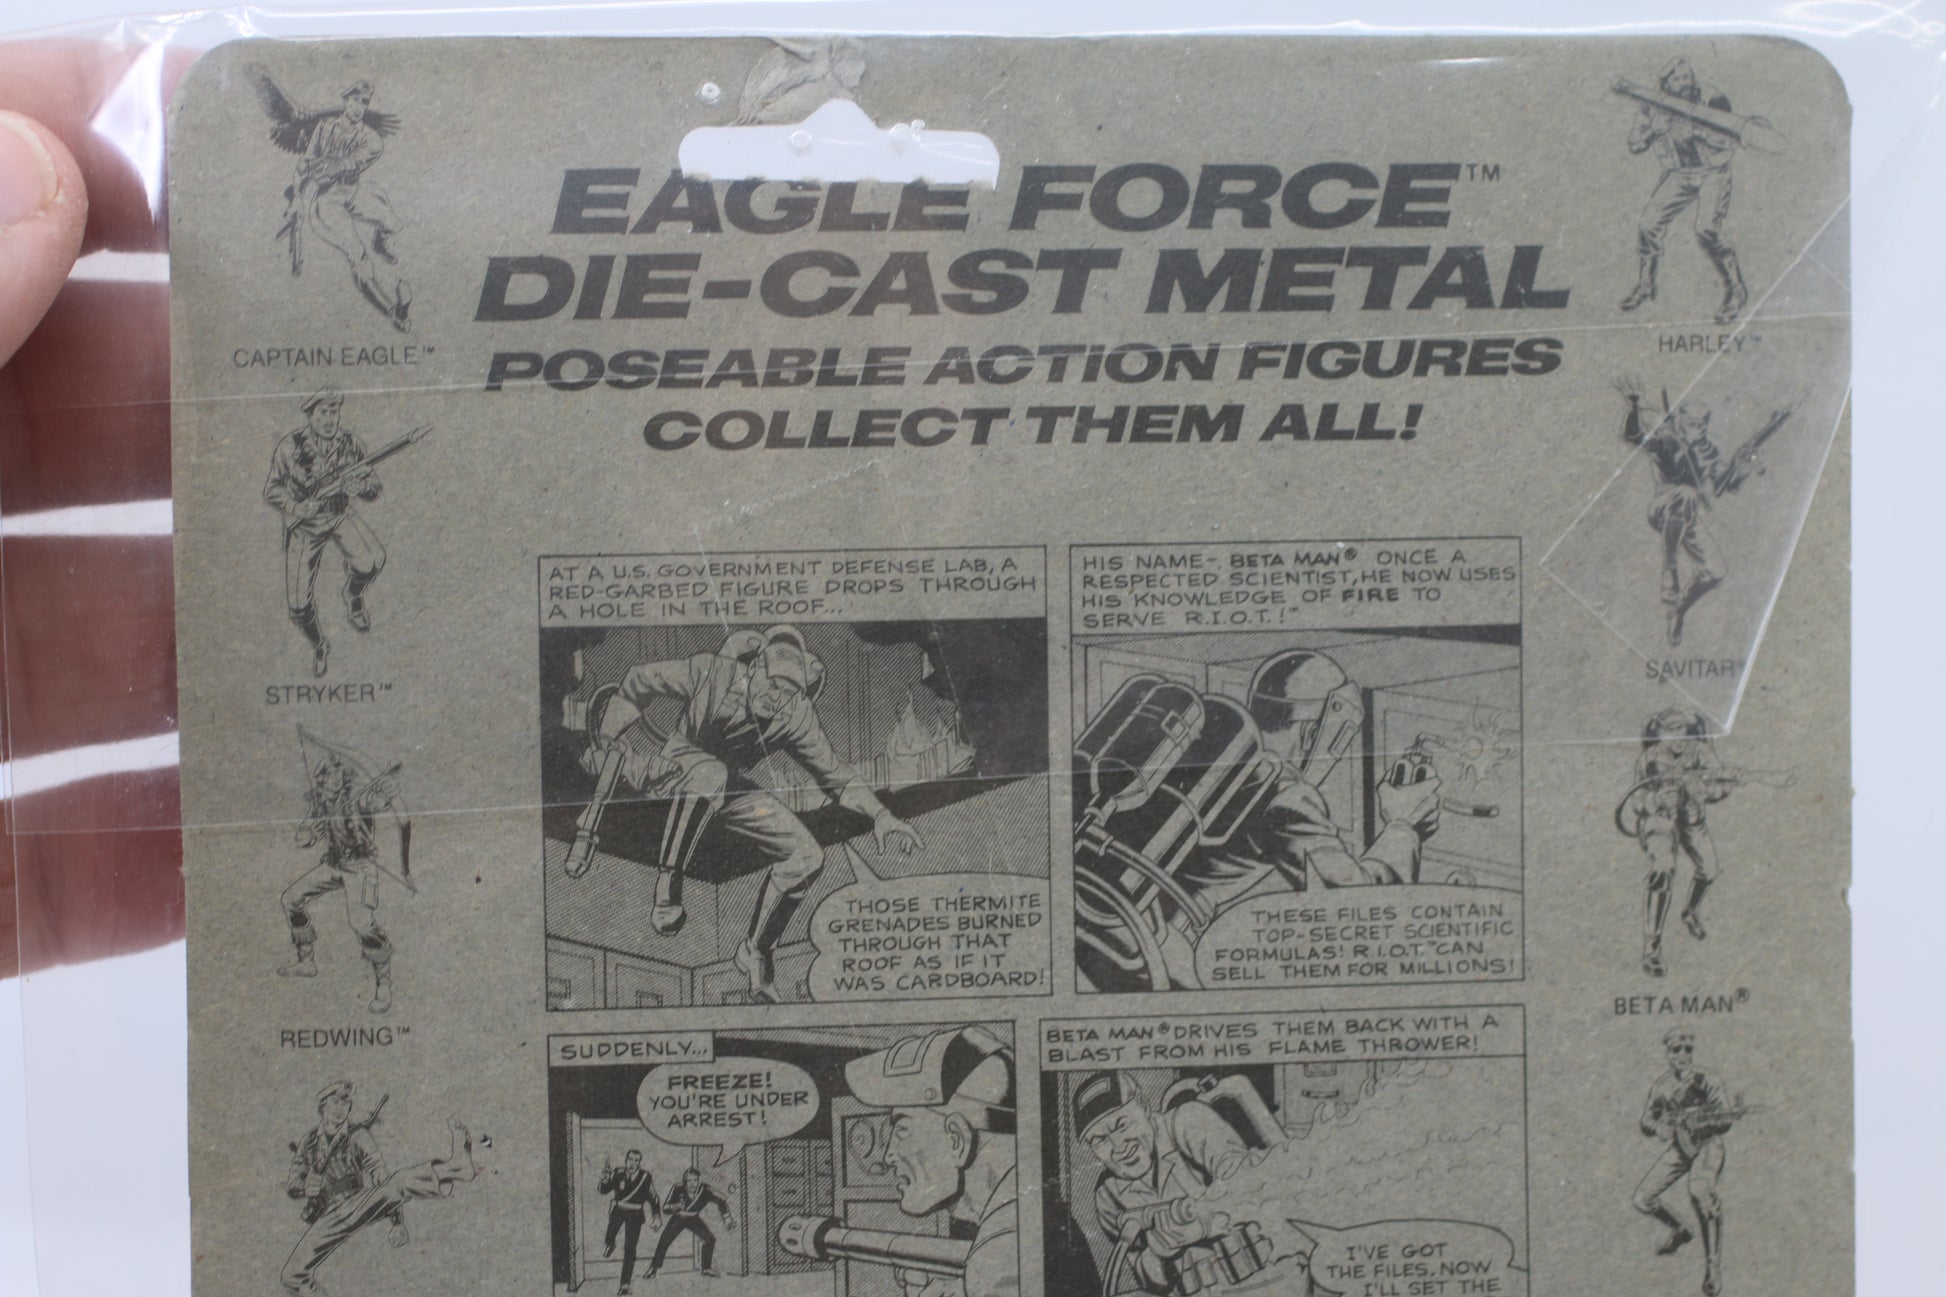 EAGLE FORCE™
DIE-CAST METAL
POSEABLE ACTION FIGURES
COLLECT THEM ALL!
CAPTAIN EAGLE™
STRYKER™
REDWING™
HARLEY™
SAVITAR™
BETA MAN®
AT A U.S. GOVERNMENT DEFENSE LAB, A
RED-GARBED FIGURE DROPS THROUGH
A HOLE IN THE ROOF...
THOSE THERMITE
GRENADES BURNED
THROUGH THAT
ROOF AS IF IT
WAS CARDBOARD!
HIS NAME- BETA MAN® ONCE A
RESPECTED SCIENTIST, HE NOW USES
HIS KNOWLEDGE OF FIRE TO
SERVE R.I.O.T.!™
THESE FILES CONTAIN
TOP-SECRET SCIENTIFIC
FORMULAS! R.I.O.T.™ CAN
SELL THEM FOR MILLIONS!
SUDDENLY...
FREEZE!
YOU'RE UNDER
ARREST!
BETA MAN® DRIVES THEM BACK WITH A
BLAST FROM HIS FLAME THROWER!
I'VE GOT
THE FILES. NOW
I'LL SET THE